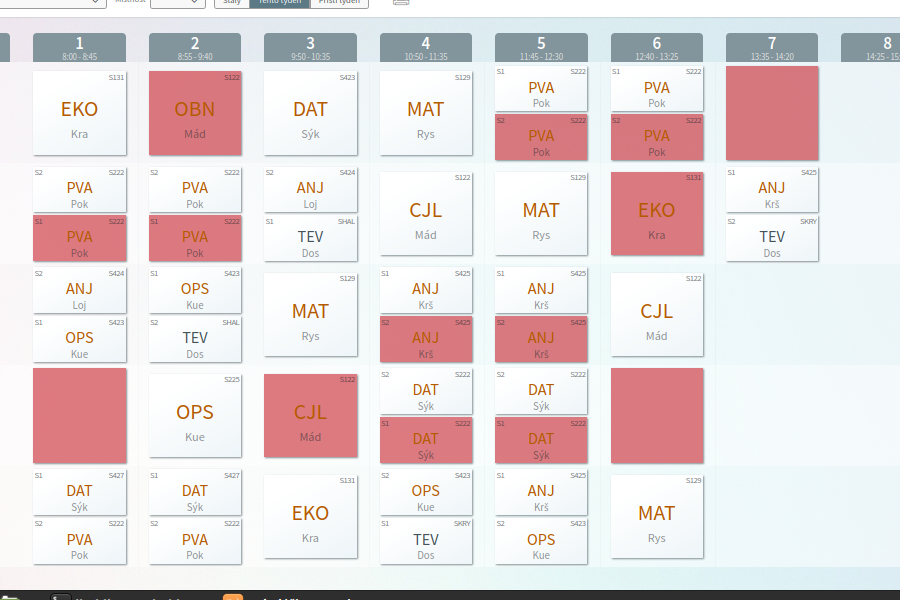 Stálý Tento týden Příští týden
1 2 3 4 5 6 7 8
8:00 - 8:45 8:55 - 9:40 9:50 - 10:35 10:50 - 11:35 11:45 - 12:30 12:40 - 13:25 13:35 - 14:20 14:25 - 15
S131 S122 S423 S129 S1 S222 S1 S222
EKO OBN DAT MAT PVA PVA
Kra Mád Sýk Rys Pok Pok
S2 S222 S2 S222
PVA PVA
Pok Pok
S2 S222 S2 S222 S2 S424 S122 S129 S131 S1 S425
PVA PVA ANJ CJL MAT EKO ANJ
Pok Pok Loj Mád Rys Kra Krš
S1 S222 S1 S222 S1 SHAL S2 SKRY
PVA PVA TEV TEV
Pok Pok Dos Dos
S2 S424 S1 S423 S129 S1 S425 S1 S425 S122
ANJ OPS MAT ANJ ANJ CJL
Loj Kue Rys Krš Krš Mád
S1 S423 S2 SHAL S2 S425 S2 S425
OPS TEV ANJ ANJ
Kue Dos Krš Krš
S225 S122 S2 S222 S2 S222
OPS CJL DAT DAT
Kue Mád Sýk Sýk
S1 S222 S1 S222
DAT DAT
Sýk Sýk
S1 S427 S1 S427 S131 S2 S423 S1 S425 S129
DAT DAT EKO OPS ANJ MAT
Sýk Sýk Kra Kue Krš Rys
S2 S222 S2 S222 S1 SKRY S2 S423
PVA PVA TEV OPS
Pok Pok Dos Kue